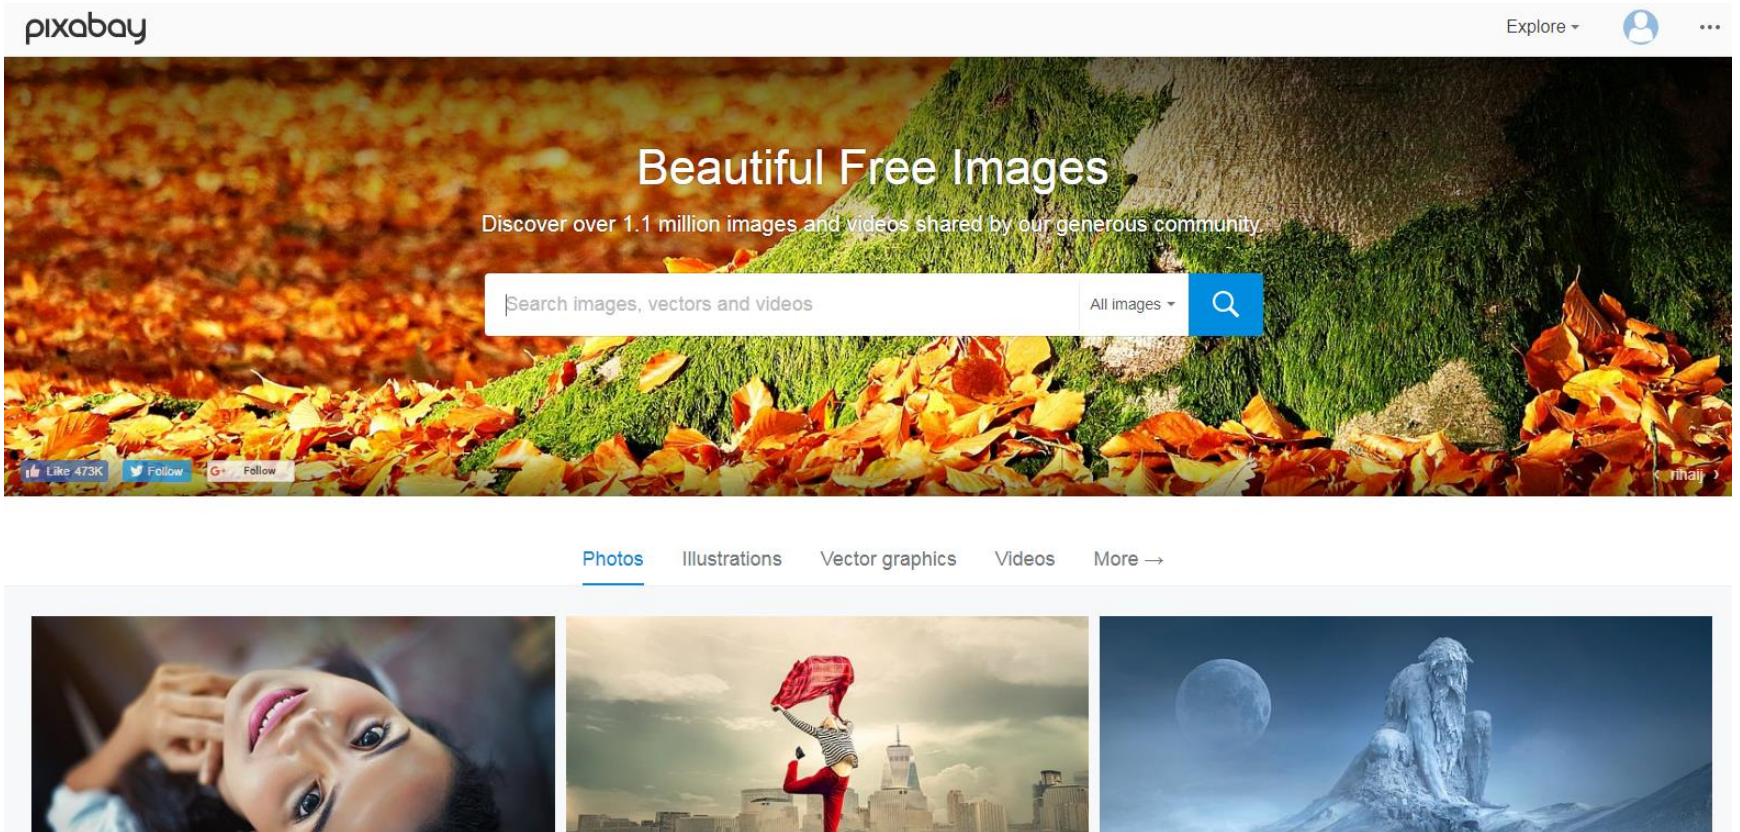 pixabay
Explore
Beautiful Free Images
Discover over 1.1 million images and videos shared by our generous community.
Search images, vectors and videos
All images
Like 473K
Follow
G+ Follow
‹ rihaij ›
Photos Illustrations Vector graphics Videos More →